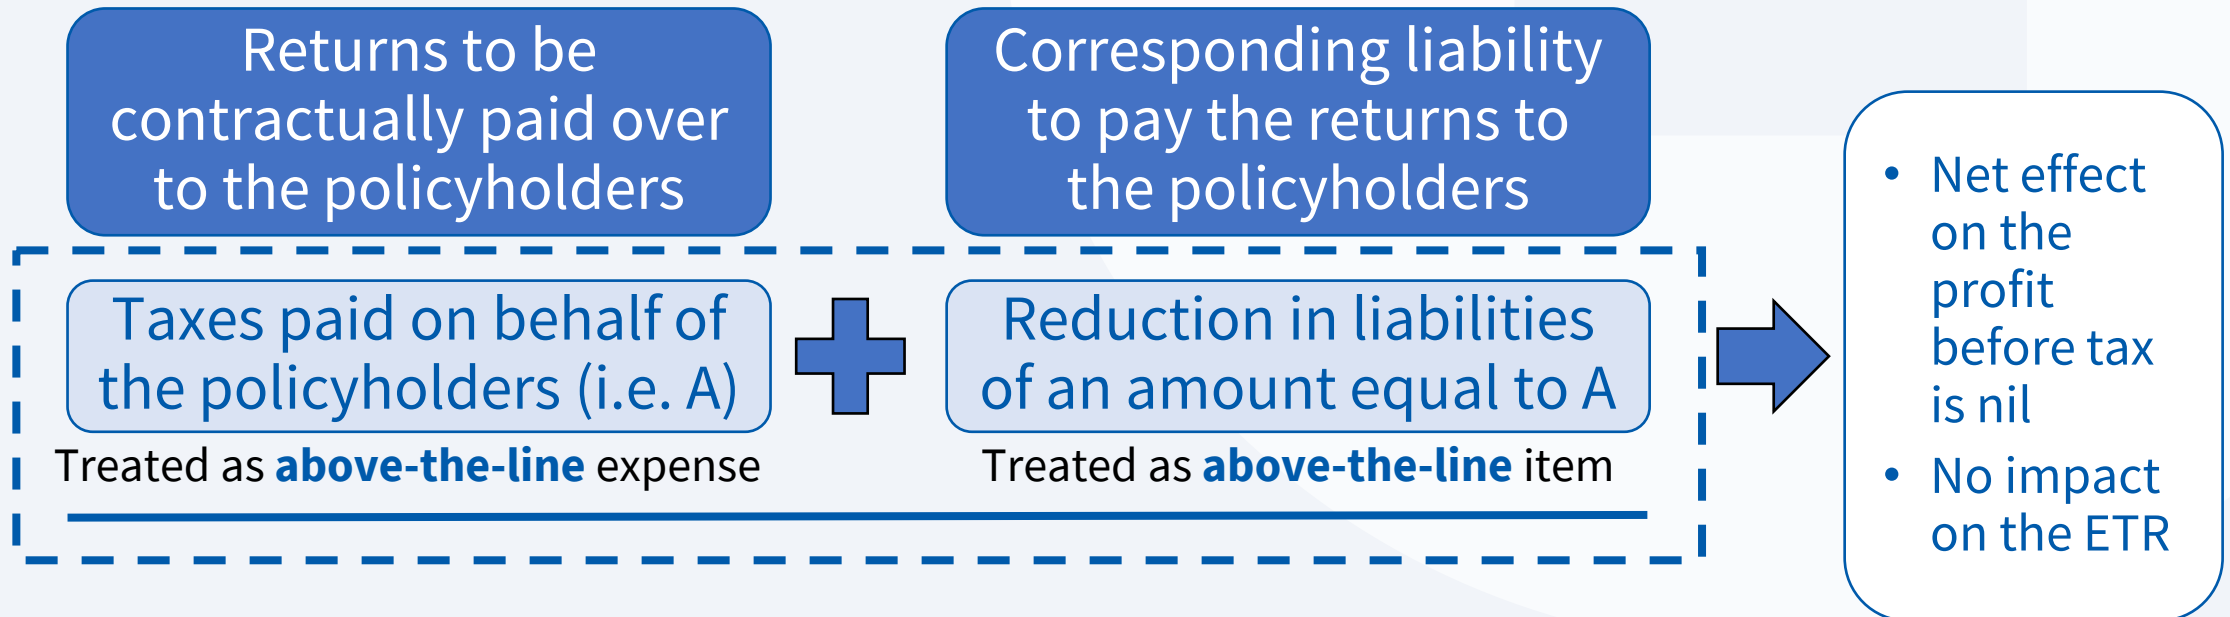 Returns to be
contractually paid over
to the policyholders
Corresponding liability
to pay the returns to
the policyholders
Taxes paid on behalf of
the policyholders (i.e. A)
Treated as above-the-line expense
Reduction in liabilities
of an amount equal to A
Treated as above-the-line item
• Net effect
on the
profit
before tax
is nil
• No impact
on the ETR